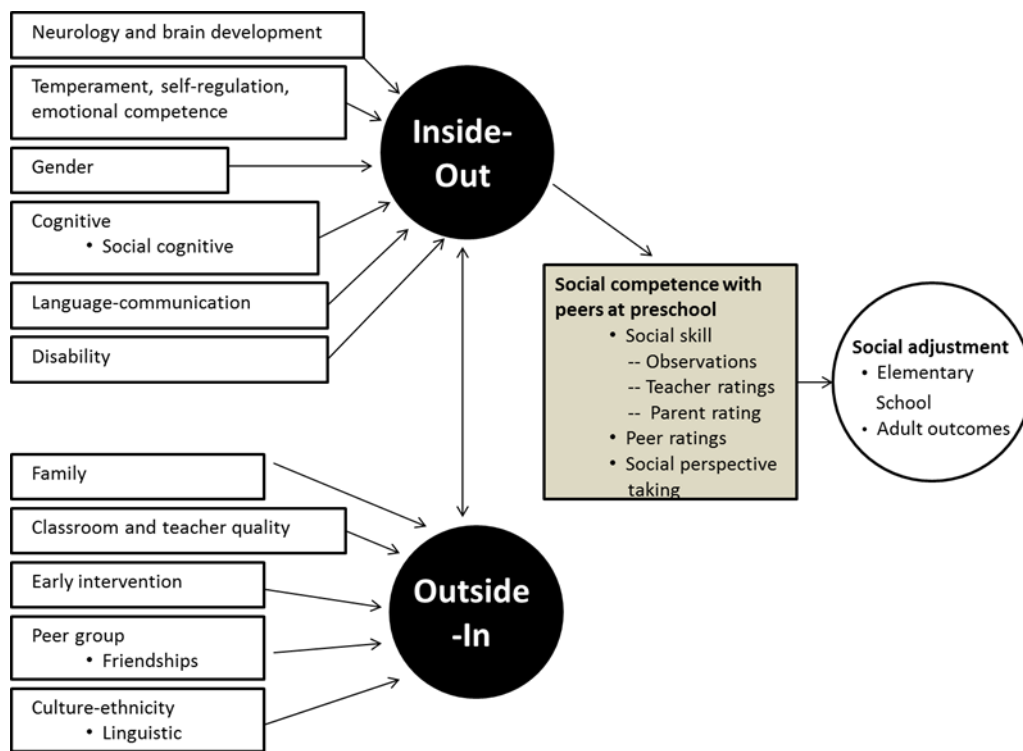 Neurology and brain development
Temperament, self-regulation,
emotional competence
Gender
Cognitive
• Social cognitive
Language-communication
Disability
Inside-
Out
Family
Classroom and teacher quality
Early intervention
Peer group
• Friendships
Culture-ethnicity
• Linguistic
Outside
-In
Social competence with
peers at preschool
• Social skill
-- Observations
-- Teacher ratings
-- Parent rating
• Peer ratings
• Social perspective
taking
Social adjustment
• Elementary
School
• Adult outcomes